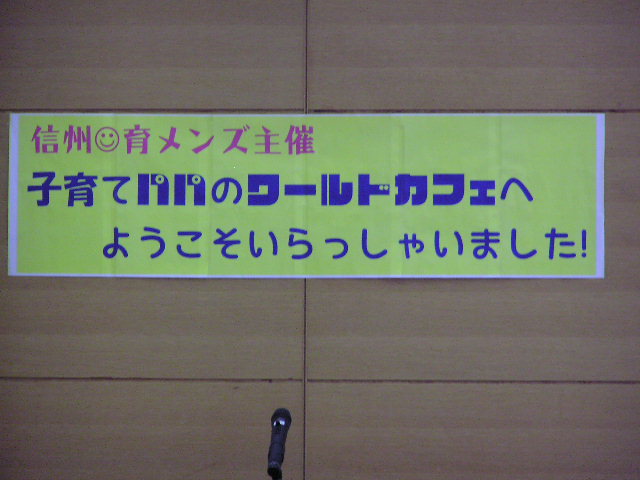 信州☺育メンズ主催
子育てパパのワールドカフェへ
ようこそいらっしゃいました!